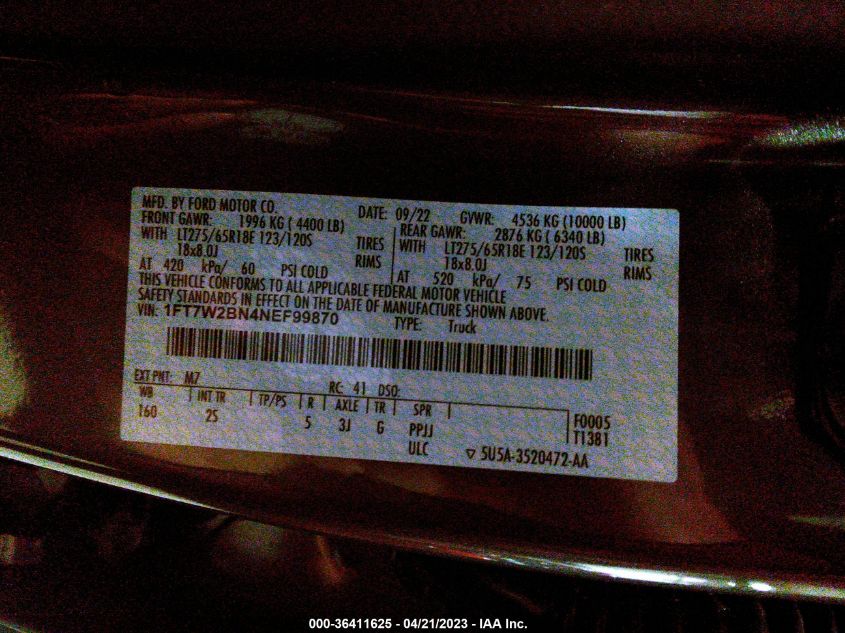 MFD. BY FORD MOTOR CO.
DATE: 09/22 GVWR: 4536 KG (10000 LB)
FRONT GAWR: 1996 KG ( 4400 LB) REAR GAWR: 2876 KG ( 6340 LB)
WITH LT275/65R18E 123/120S TIRES WITH LT275/65R18E 123/120S TIRES
18x8.0J RIMS 18x8.0J RIMS
AT 420 kPa/ 60 PSI COLD AT 520 kPa/ 75 PSI COLD
THIS VEHICLE CONFORMS TO ALL APPLICABLE FEDERAL MOTOR VEHICLE
SAFETY STANDARDS IN EFFECT ON THE DATE OF MANUFACTURE SHOWN ABOVE.
VIN: 1FT7W2BN4NEF99870 TYPE: Truck
EXT PNT: M7 RC: 41 DSO:
WB INT TR TP/PS R AXLE TR SPR F0005
160 2S 5 3J G PPJJ T1381
ULC ▽ 5U5A-3520472-AA
000-36411625 - 04/21/2023 - IAA Inc.